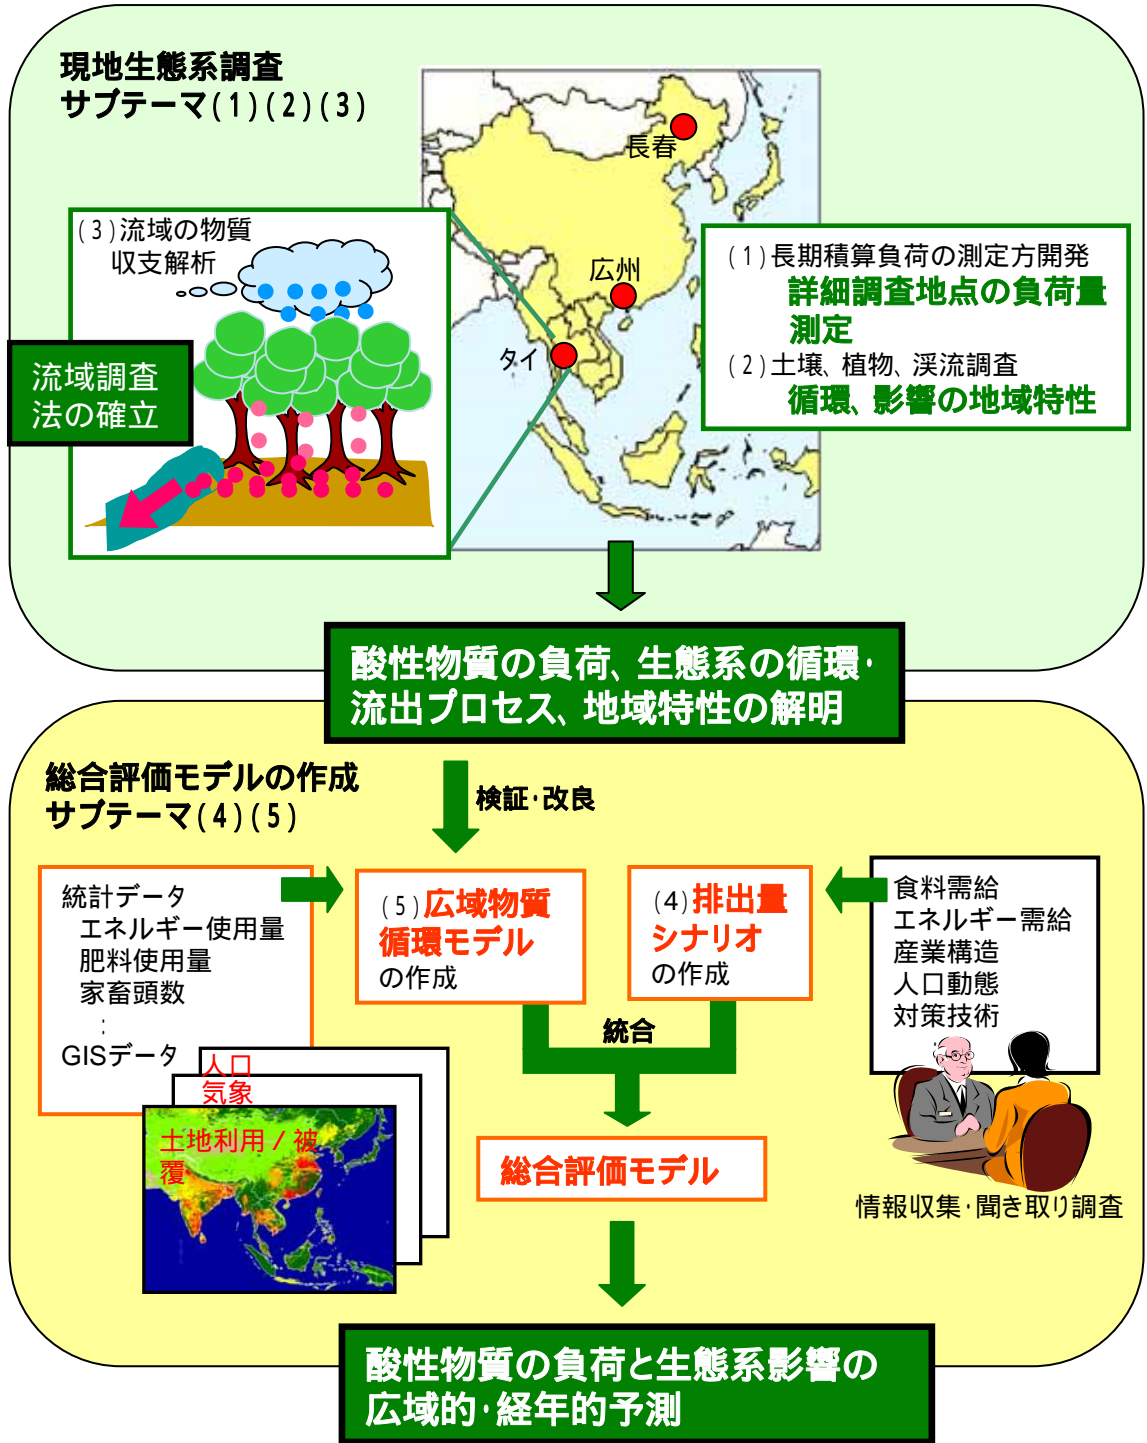 現地生態系調査
サブテーマ(1)(2)(3)
長春
広州
タイ
(3)流域の物質
収支解析
流域調査
法の確立
(1)長期積算負荷の測定方開発
詳細調査地点の負荷量
測定
(2)土壌、植物、渓流調査
循環、影響の地域特性
酸性物質の負荷、生態系の循環・
流出プロセス、地域特性の解明
総合評価モデルの作成
サブテーマ(4)(5)
検証・改良
統計データ
エネルギー使用量
肥料使用量
家畜頭数
:
GISデータ
人口
気象
土地利用/被
覆
(5)広域物質
循環モデル
の作成
(4)排出量
シナリオ
の作成
統合
食料需給
エネルギー需給
産業構造
人口動態
対策技術
:
情報収集・聞き取り調査
総合評価モデル
酸性物質の負荷と生態系影響の
広域的・経年的予測